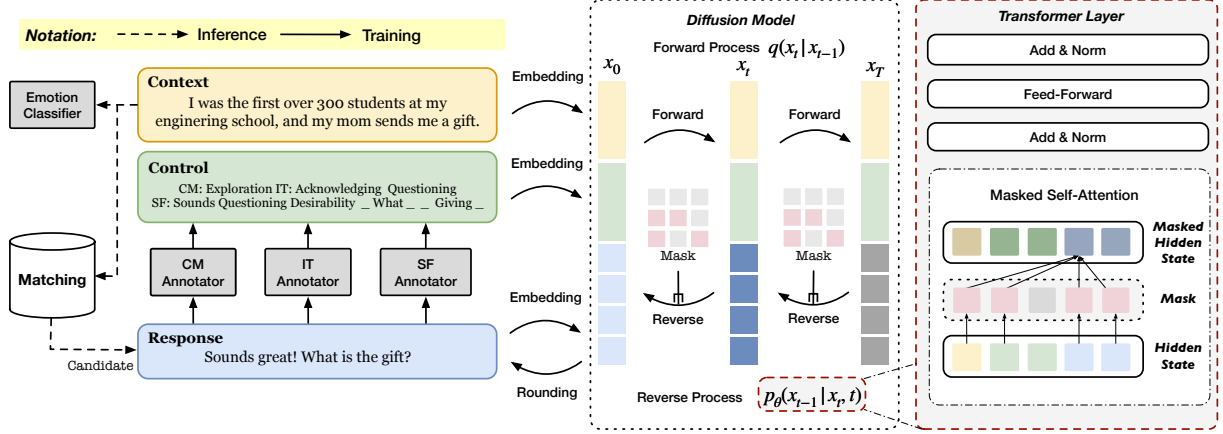 Notation:
Inference
Training
Emotion
Classifier
Context
I was the first over 300 students at my
enginering school, and my mom sends me a gift.
Control
CM: Exploration IT: Acknowledging Questioning
SF: Sounds Questioning Desirability _ What _ _ Giving _
CM
Annotator
IT
Annotator
SF
Annotator
Matching
Candidate
Response
Sounds great! What is the gift?
Embedding
Embedding
Embedding
Rounding
Diffusion Model
Forward Process q(x_t|x_{t-1})
x_0
x_t
x_T
Forward
Forward
Mask
Mask
Reverse
Reverse
Reverse Process p_θ(x_{t-1}|x_t, t)
Transformer Layer
Add & Norm
Feed-Forward
Add & Norm
Masked Self-Attention
Masked
Hidden
State
Mask
Hidden
State